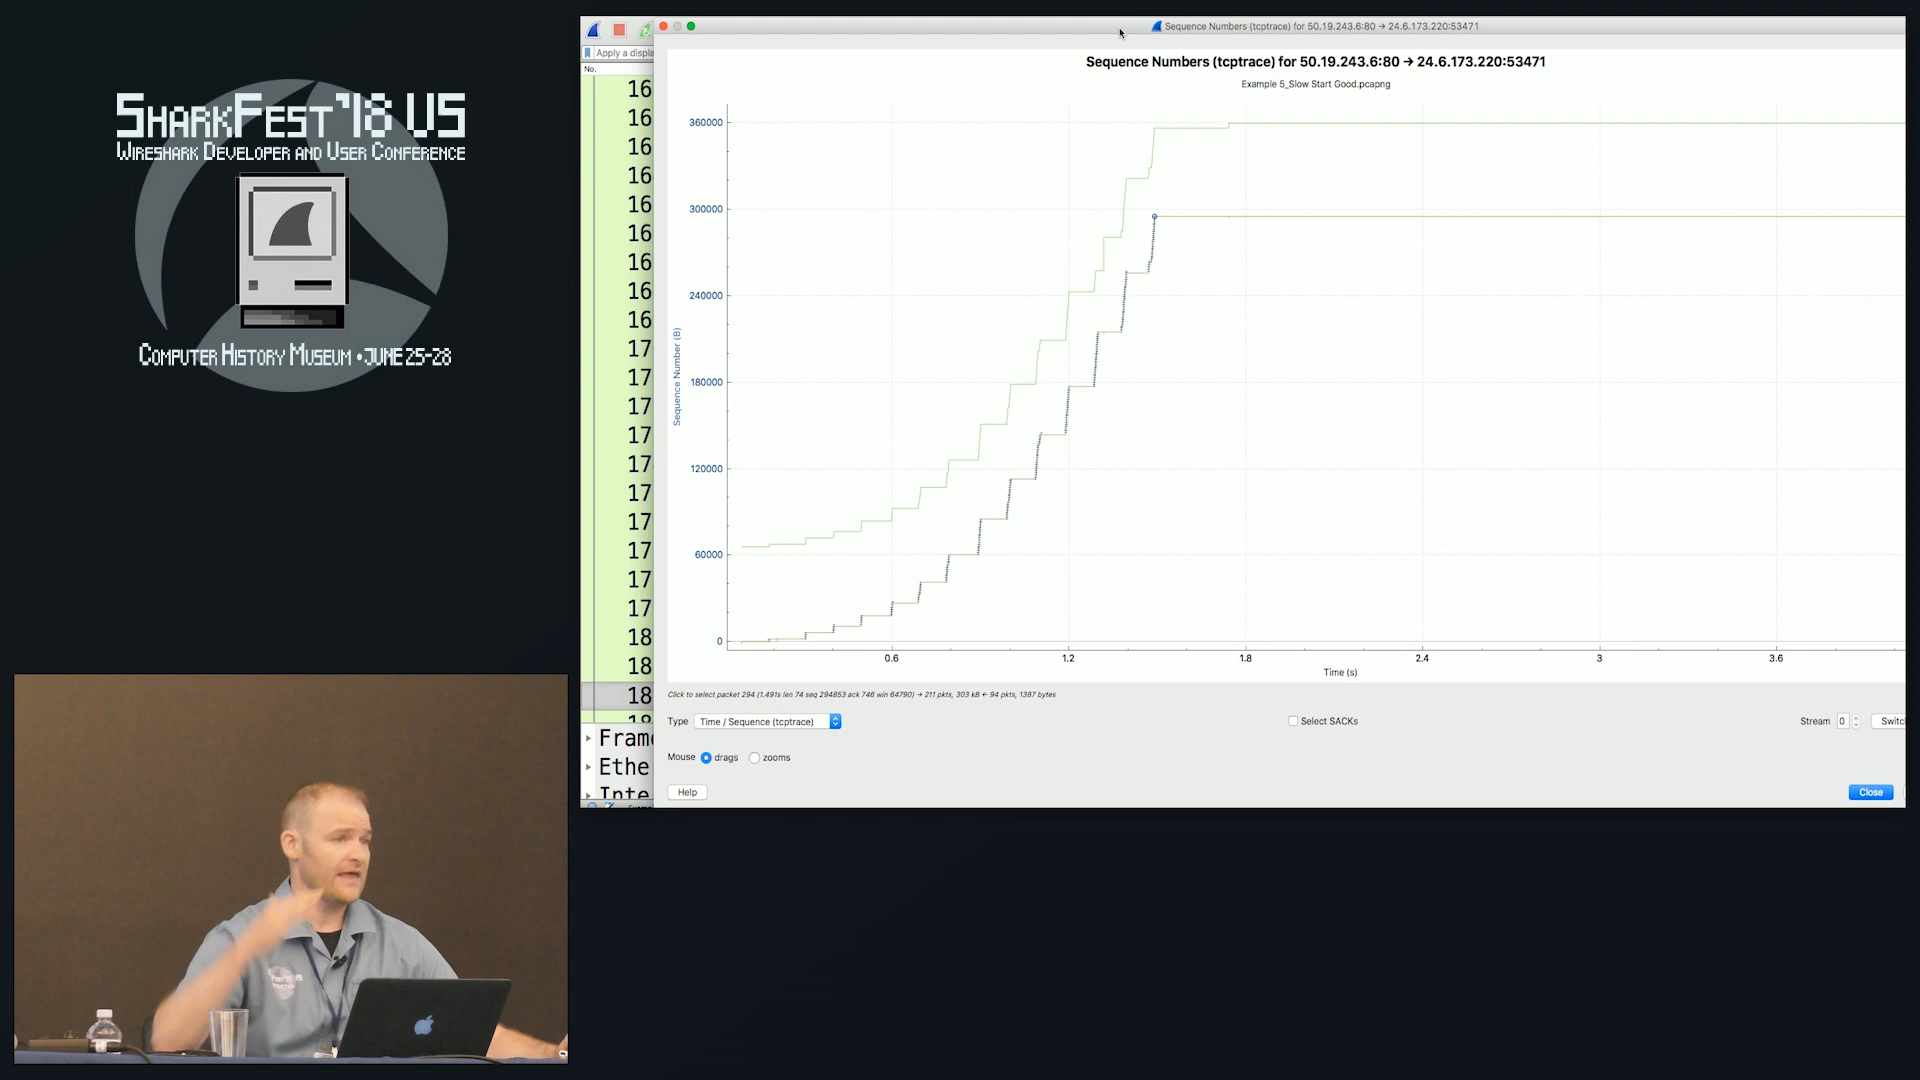 SHARKFEST'18 US
WIRESHARK DEVELOPER AND USER CONFERENCE
COMPUTER HISTORY MUSEUM • JUNE 25-28
Sequence Numbers (tcptrace) for 50.19.243.6:80 → 24.6.173.220:53471
Apply a displa
No.
16
16
16
16
16
16
16
16
16
17
17
17
17
17
17
17
17
17
17
18
18
18
Frame
Ether
Inte
Sequence Numbers (tcptrace) for 50.19.243.6:80 → 24.6.173.220:53471
Example 5_Slow Start Good.pcapng
Sequence Number (B)
360000
300000
240000
180000
120000
60000
0
0.6
1.2
1.8
2.4
3
3.6
Time (s)
Click to select packet 294 (1.491s len 74 seq 294853 ack 746 win 64790) → 211 pkts, 303 kB ← 94 pkts, 1387 bytes
Type
Time / Sequence (tcptrace)
Select SACKs
Stream
0
Switc
Mouse
drags
zooms
Help
Close